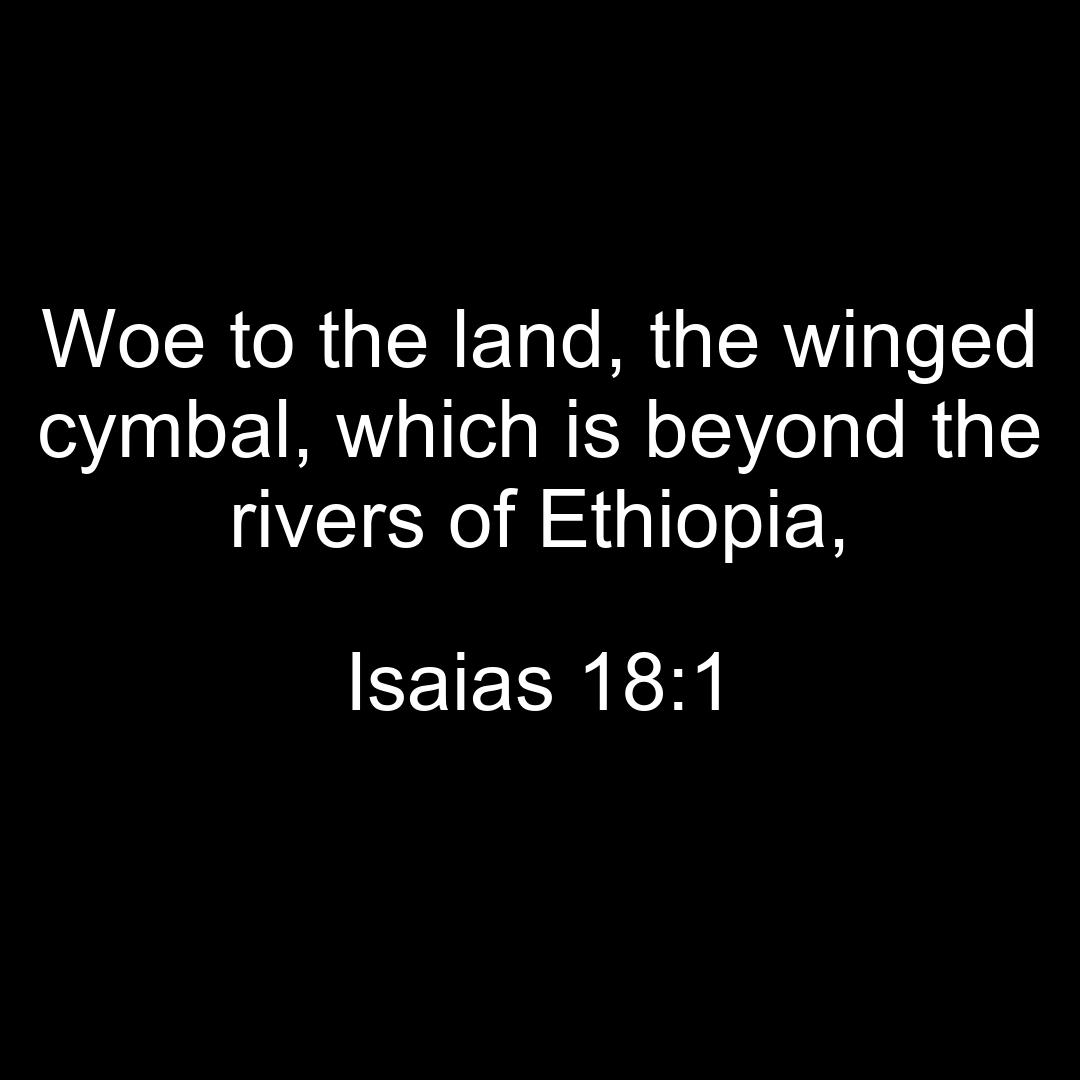 Woe to the land, the winged
cymbal, which is beyond the
rivers of Ethiopia,
Isaias 18:1